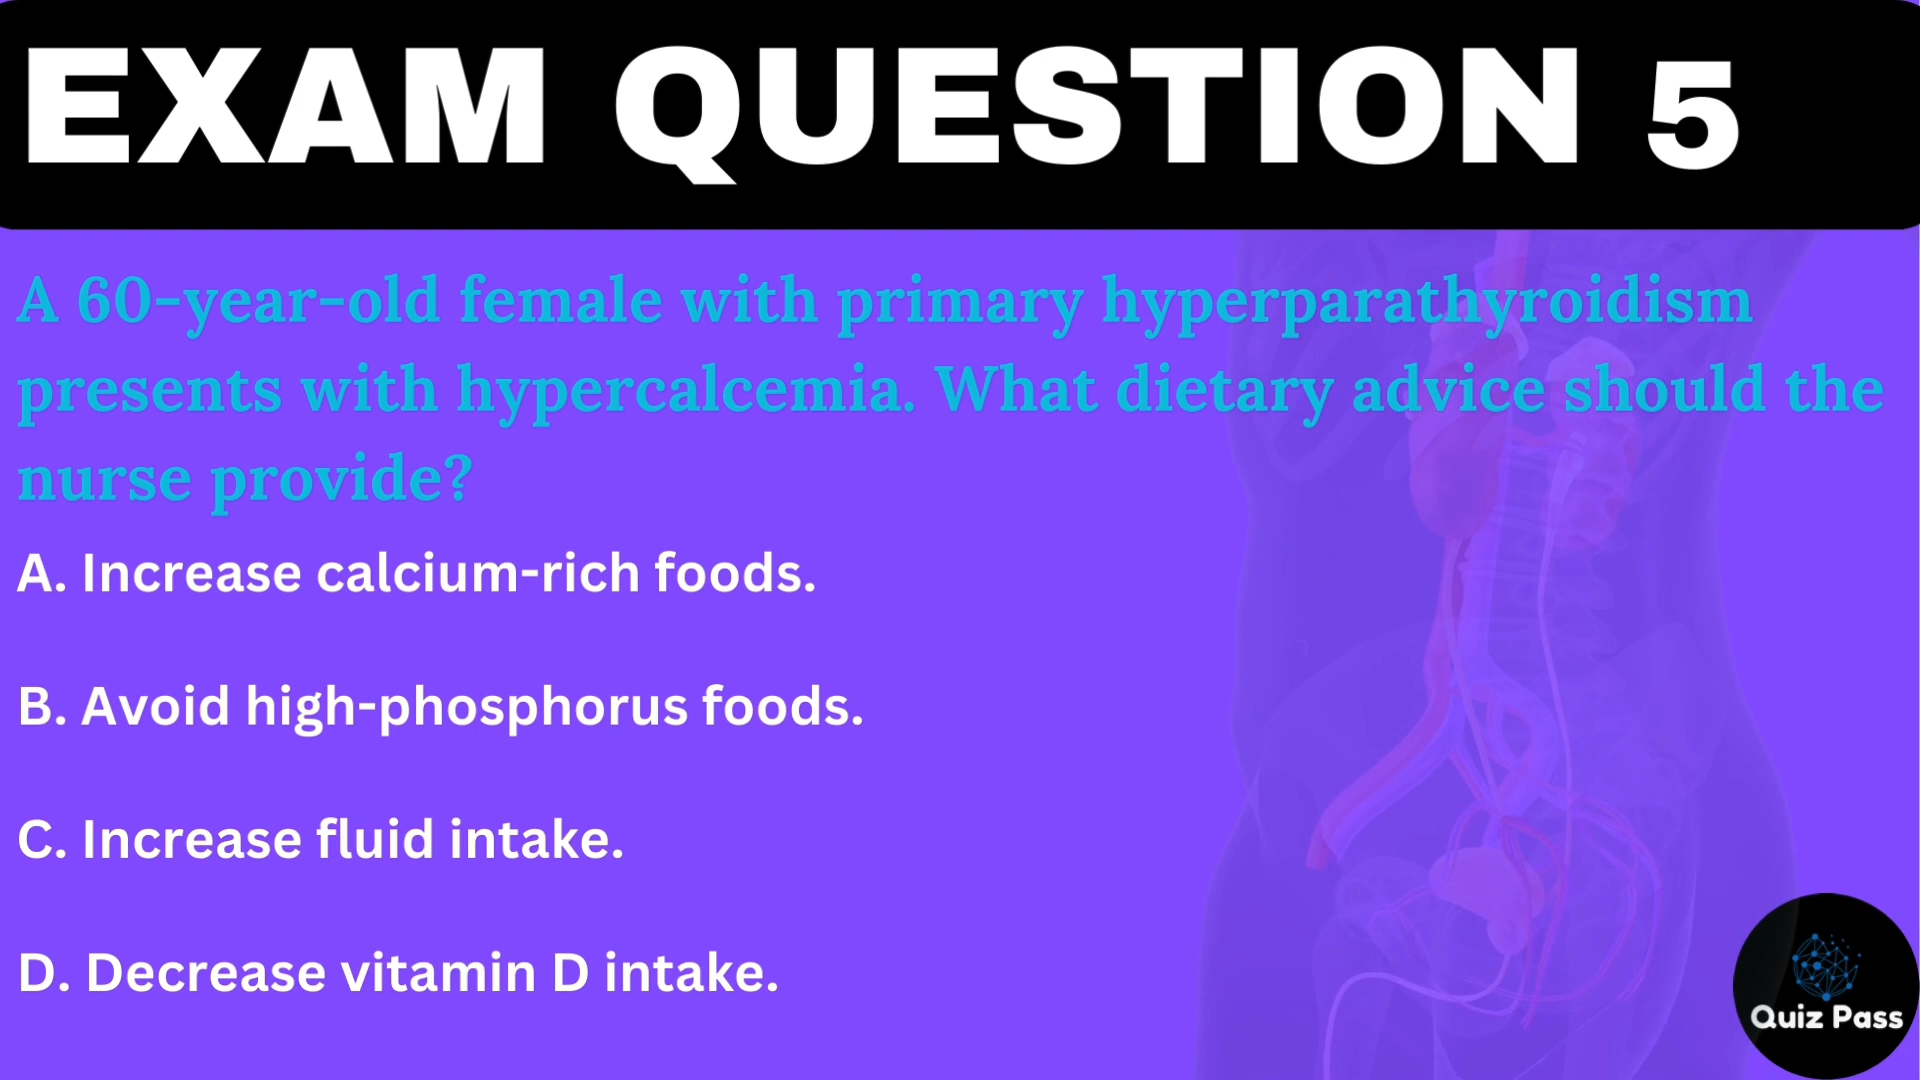 EXAM QUESTION 5
A 60-year-old female with primary hyperparathyroidism
presents with hypercalcemia. What dietary advice should the
nurse provide?
A. Increase calcium-rich foods.
B. Avoid high-phosphorus foods.
C. Increase fluid intake.
D. Decrease vitamin D intake.
Quiz Pass